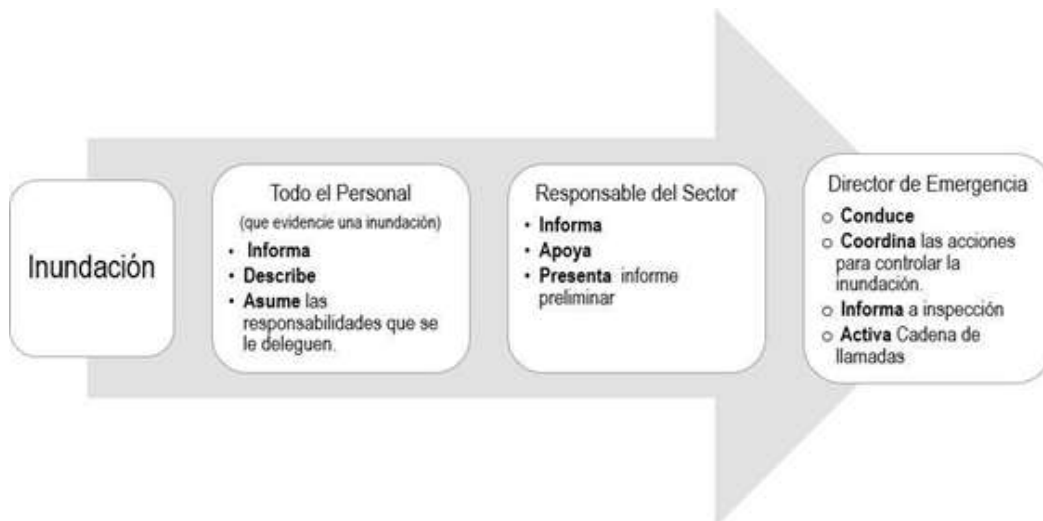 Inundación
Todo el Personal
(que evidencie una inundación)
• Informa
• Describe
• Asume las
responsabilidades que se
le deleguen.
Responsable del Sector
• Informa
• Apoya
• Presenta informe
preliminar
Director de Emergencia
o Conduce
o Coordina las acciones
para controlar la
inundación.
o Informa a inspección
o Activa Cadena de
llamadas